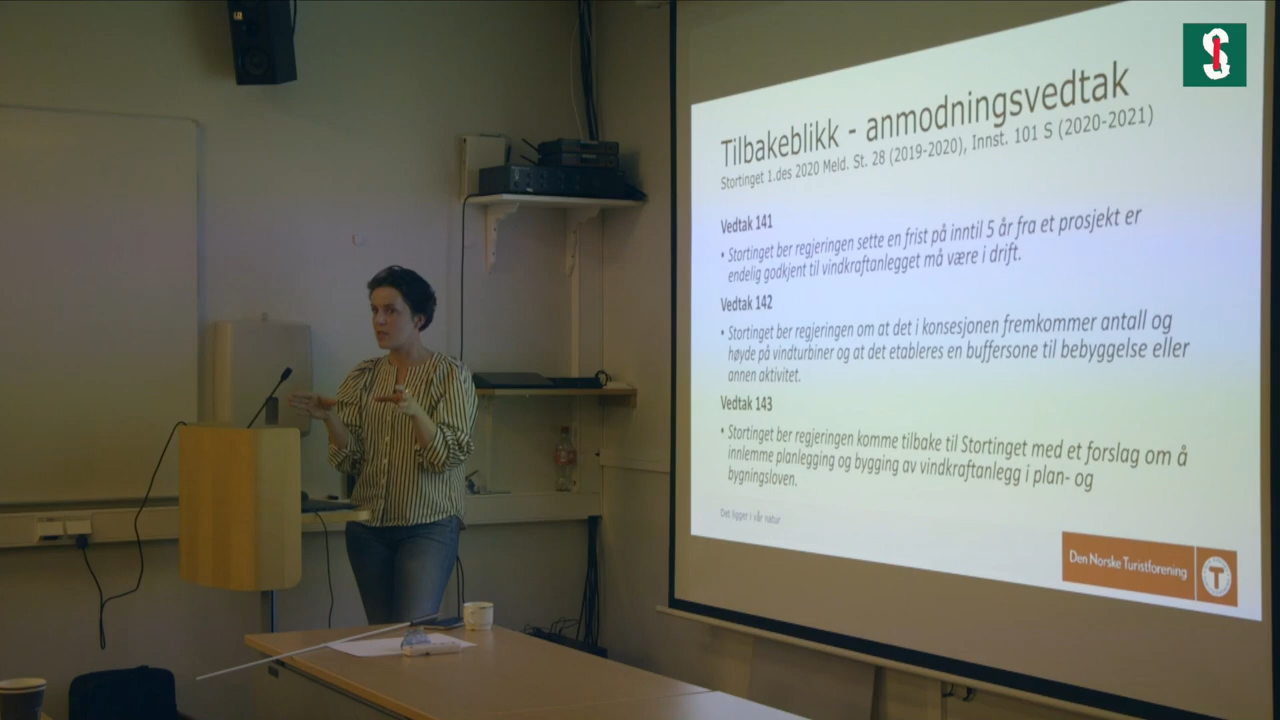 Tilbakeblikk - anmodningsvedtak
Stortinget 1.des 2020 Meld. St. 28 (2019-2020), Innst. 101 S (2020-2021)
Vedtak 141
• Stortinget ber regjeringen sette en frist på inntil 5 år fra et prosjekt er
endelig godkjent til vindkraftanlegget må være i drift.
Vedtak 142
• Stortinget ber regjeringen om at det i konsesjonen fremkommer antall og
høyde på vindturbiner og at det etableres en buffersone til bebyggelse eller
annen aktivitet.
Vedtak 143
• Stortinget ber regjeringen komme tilbake til Stortinget med et forslag om å
innlemme planlegging og bygging av vindkraftanlegg i plan- og
bygningsloven.
Det ligger i vår natur
Den Norske Turistforening
T